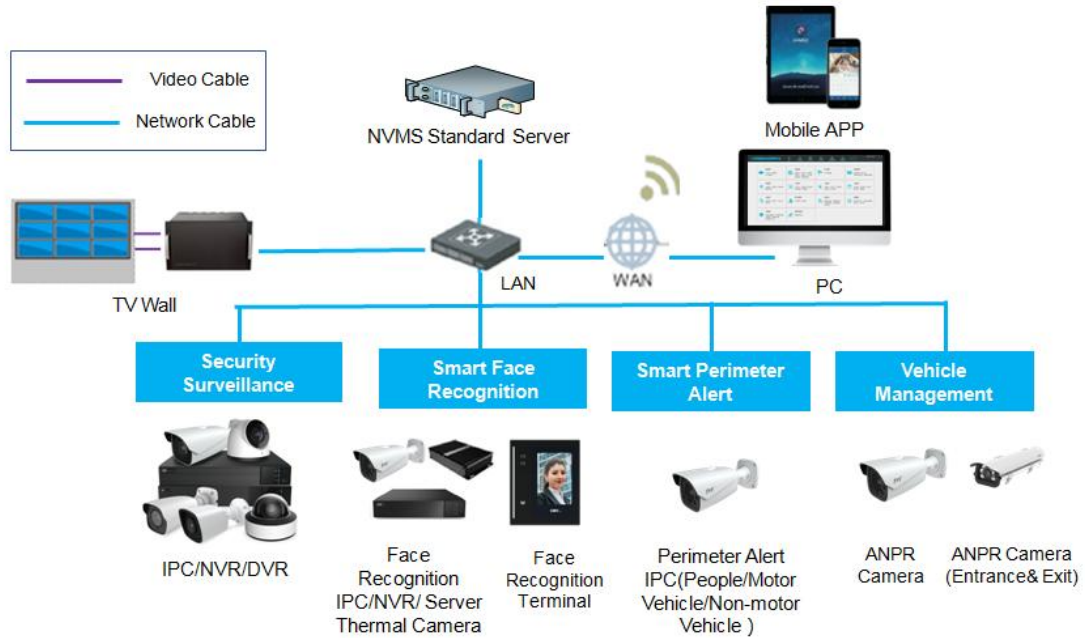 Video Cable
Network Cable
NVMS Standard Server
Mobile APP
TV Wall
LAN
WAN
PC
Security
Surveillance
Smart Face
Recognition
Smart Perimeter
Alert
Vehicle
Management
IPC/NVR/DVR
Face
Recognition
IPC/NVR/ Server
Thermal Camera
Face
Recognition
Terminal
Perimeter Alert
IPC(People/Motor
Vehicle/Non-motor
Vehicle )
ANPR
Camera
ANPR Camera
(Entrance& Exit)